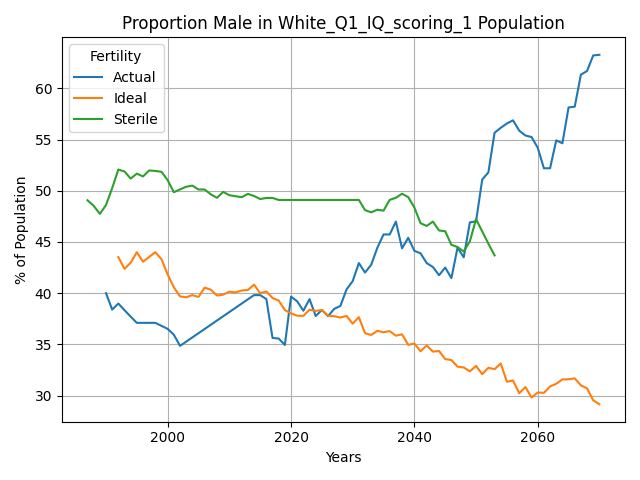 Proportion Male in White_Q1_IQ_scoring_1 Population
Fertility
Actual
Ideal
Sterile
% of Population
60
55
50
45
40
35
30
2000
2020
2040
2060
Years